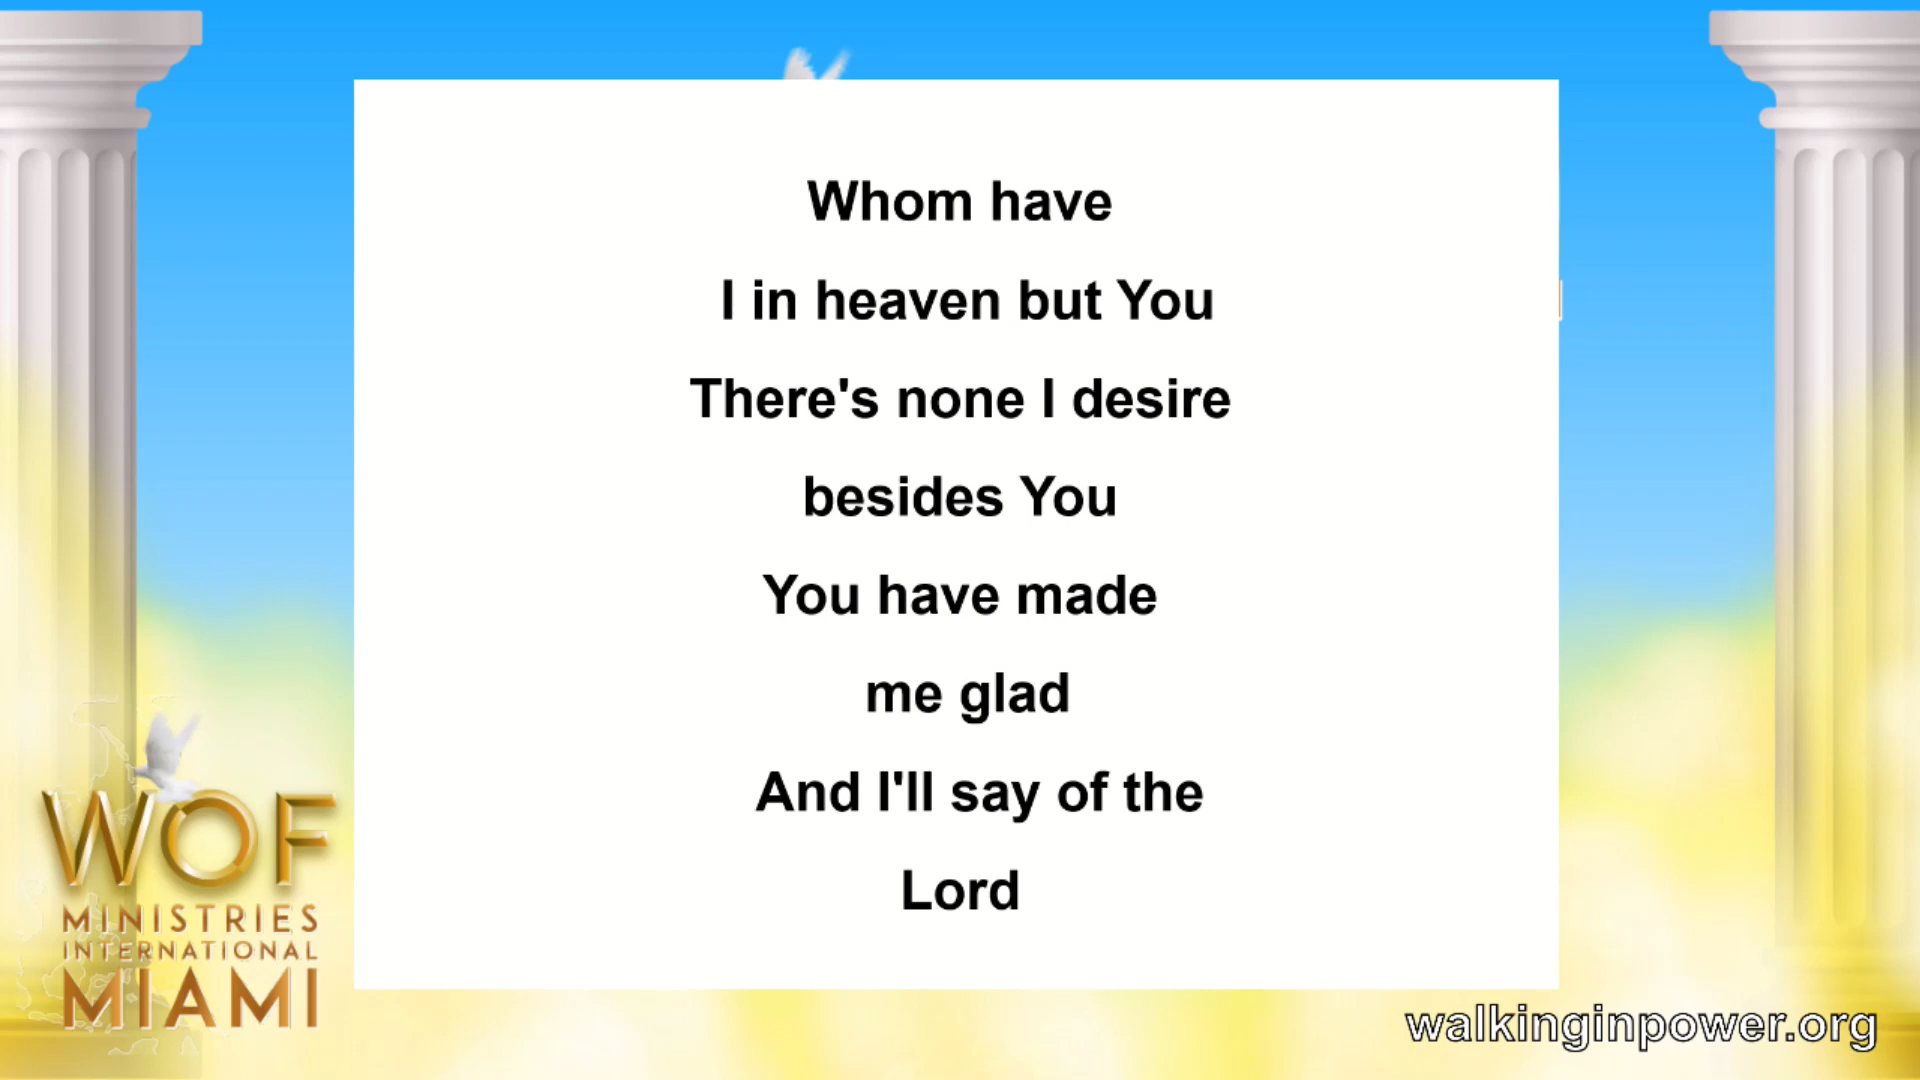 Whom have
I in heaven but You
There's none I desire
besides You
You have made
me glad
And I'll say of the
Lord
WOF
MINISTRIES
INTERNATIONAL
MIAMI
walkinginpower.org